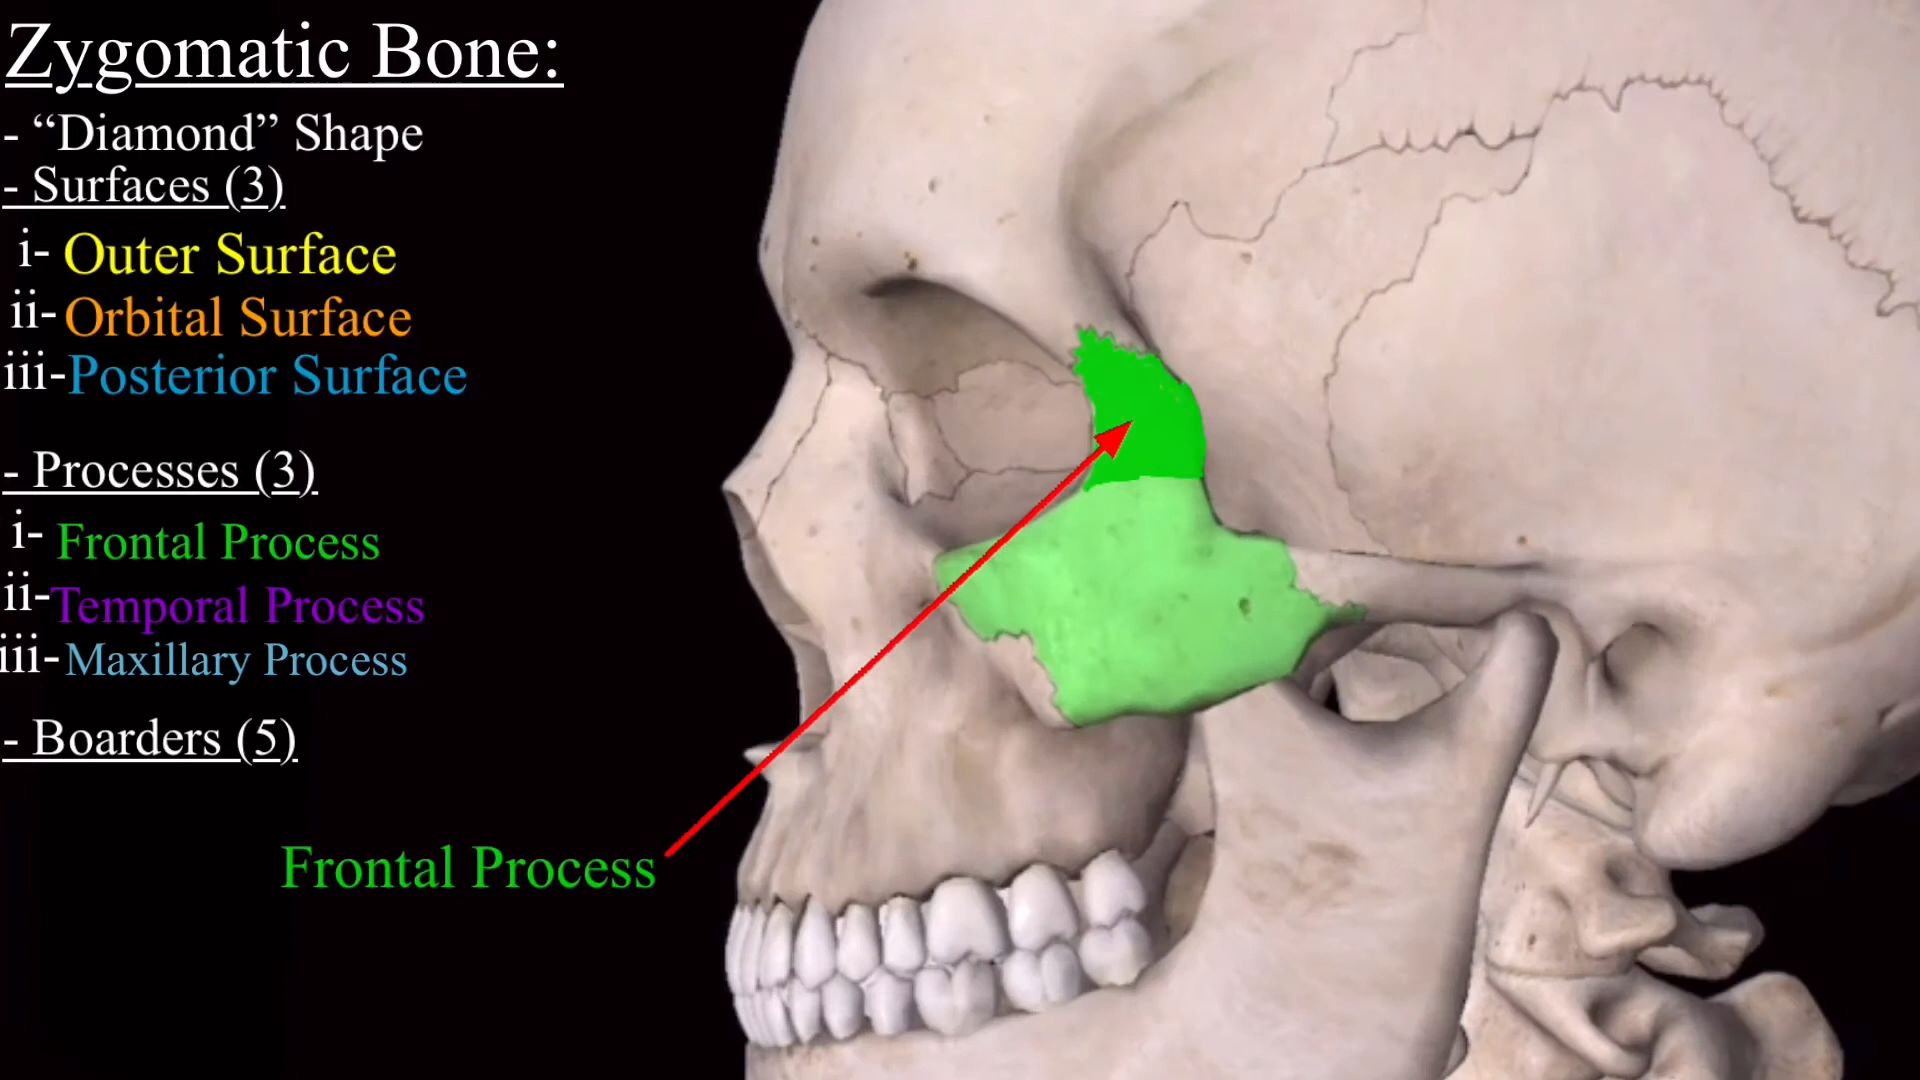 Zygomatic Bone:
- “Diamond” Shape
- Surfaces (3)
i- Outer Surface
ii- Orbital Surface
iii- Posterior Surface
- Processes (3)
i- Frontal Process
ii- Temporal Process
iii- Maxillary Process
- Boarders (5)
Frontal Process